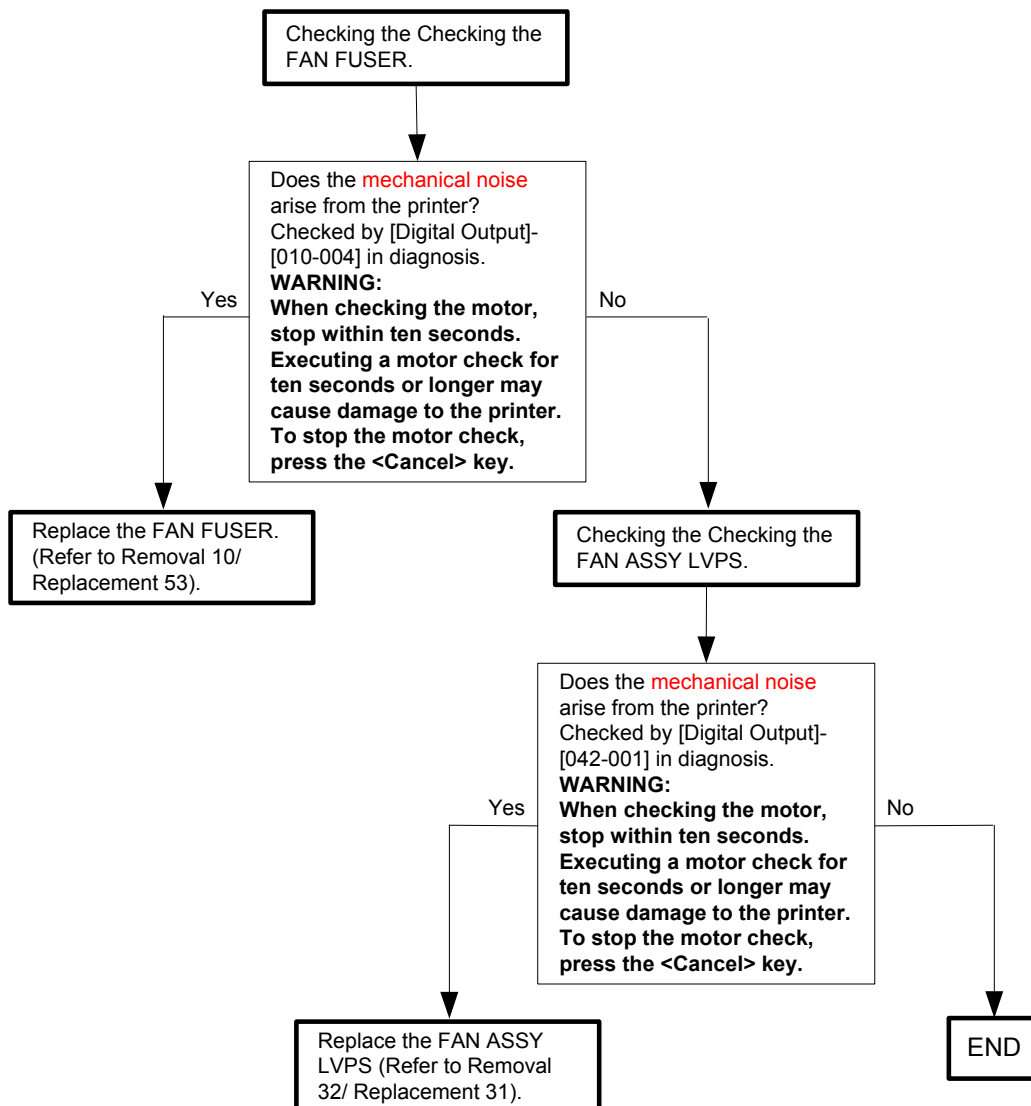 Checking the Checking the
FAN FUSER.
Does the mechanical noise
arise from the printer?
Checked by [Digital Output]-
[010-004] in diagnosis.
WARNING:
When checking the motor,
stop within ten seconds.
Executing a motor check for
ten seconds or longer may
cause damage to the printer.
To stop the motor check,
press the <Cancel> key.
Yes
No
Replace the FAN FUSER.
(Refer to Removal 10/
Replacement 53).
Checking the Checking the
FAN ASSY LVPS.
Does the mechanical noise
arise from the printer?
Checked by [Digital Output]-
[042-001] in diagnosis.
WARNING:
When checking the motor,
stop within ten seconds.
Executing a motor check for
ten seconds or longer may
cause damage to the printer.
To stop the motor check,
press the <Cancel> key.
Yes
No
Replace the FAN ASSY
LVPS (Refer to Removal
32/ Replacement 31).
END